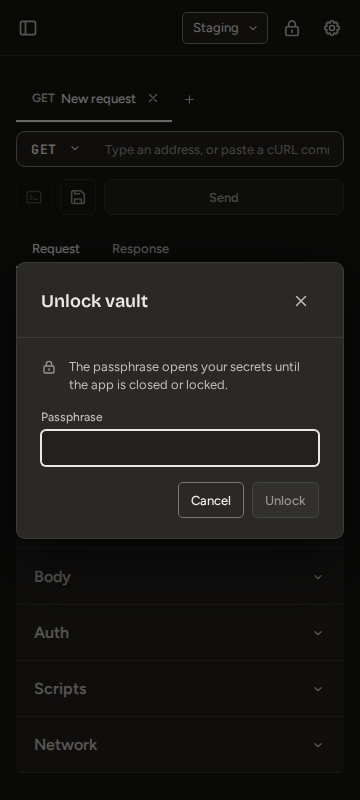 Staging
GET New request
GET Type an address, or paste a cURL
Send
Request Response
Unlock vault
The passphrase opens your secrets until
the app is closed or locked.
Passphrase
Cancel Unlock
Body
Auth
Scripts
Network